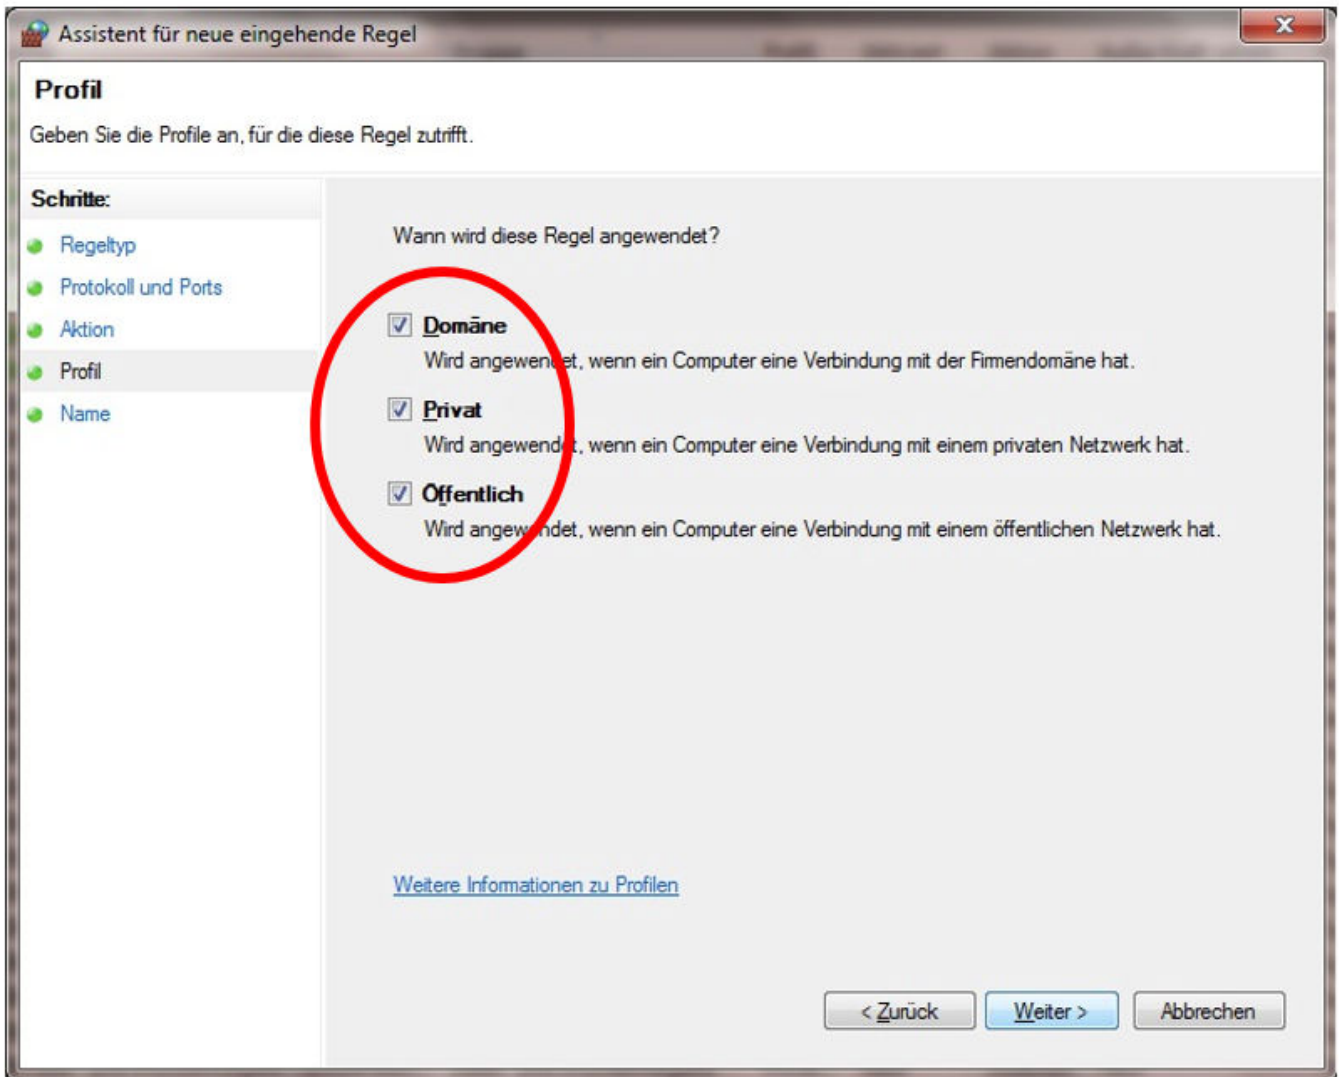 Assistent für neue eingehende Regel
Profil
Geben Sie die Profile an, für die diese Regel zutrifft.
Schritte:
Regeltyp
Protokoll und Ports
Aktion
Profil
Name
Wann wird diese Regel angewendet?
Domäne
Wird angewendet, wenn ein Computer eine Verbindung mit der Firmendomäne hat.
Privat
Wird angewendet, wenn ein Computer eine Verbindung mit einem privaten Netzwerk hat.
Öffentlich
Wird angewendet, wenn ein Computer eine Verbindung mit einem öffentlichen Netzwerk hat.
Weitere Informationen zu Profilen
< Zurück
Weiter >
Abbrechen